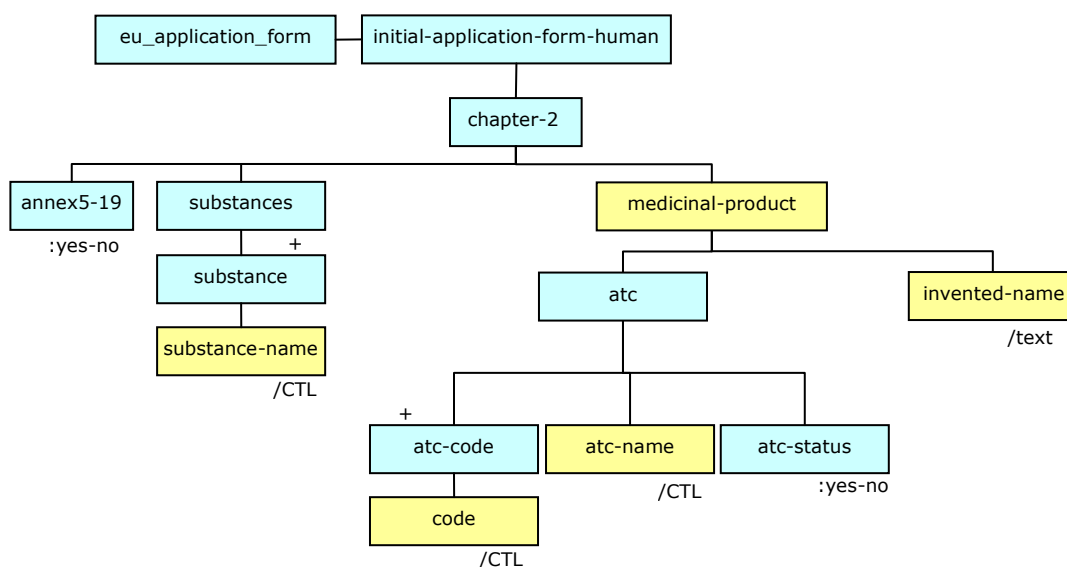 eu_application_form
initial-application-form-human
chapter-2
annex5-19
:yes-no
substances
+
substance
substance-name
/CTL
medicinal-product
atc
invented-name
/text
+
atc-code
atc-name
/CTL
atc-status
:yes-no
code
/CTL